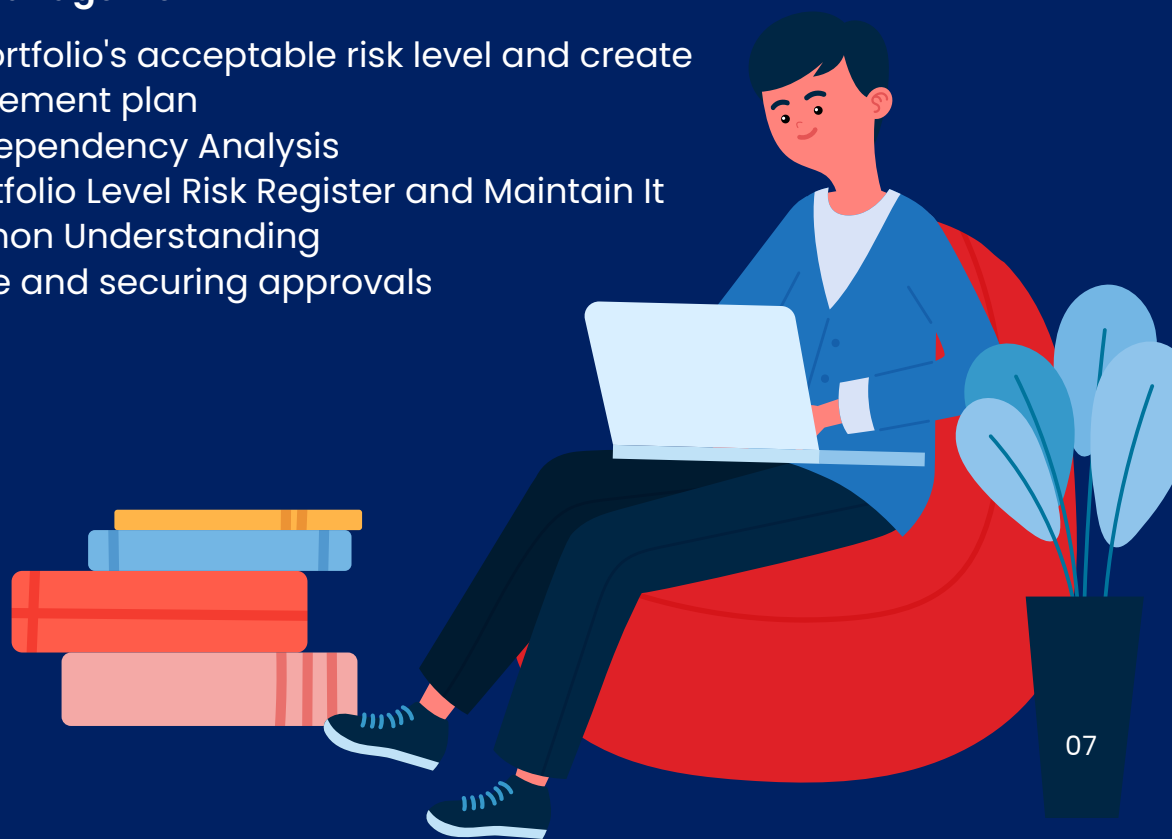 ortfolio's acceptable risk level and create
ement plan
ependency Analysis
tfolio Level Risk Register and Maintain It
non Understanding
e and securing approvals
07